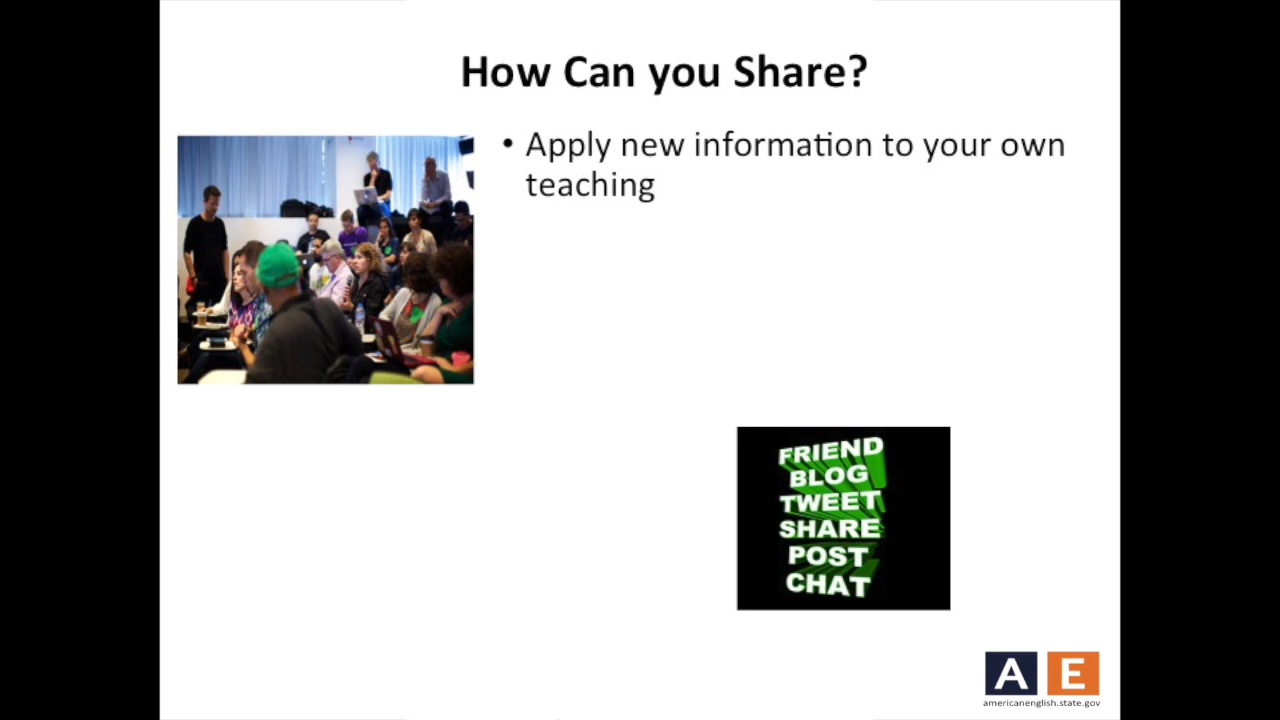 How Can you Share?
• Apply new information to your own
teaching
FRIEND
BLOG
TWEET
SHARE
POST
CHAT
A E
americanenglish.state.gov